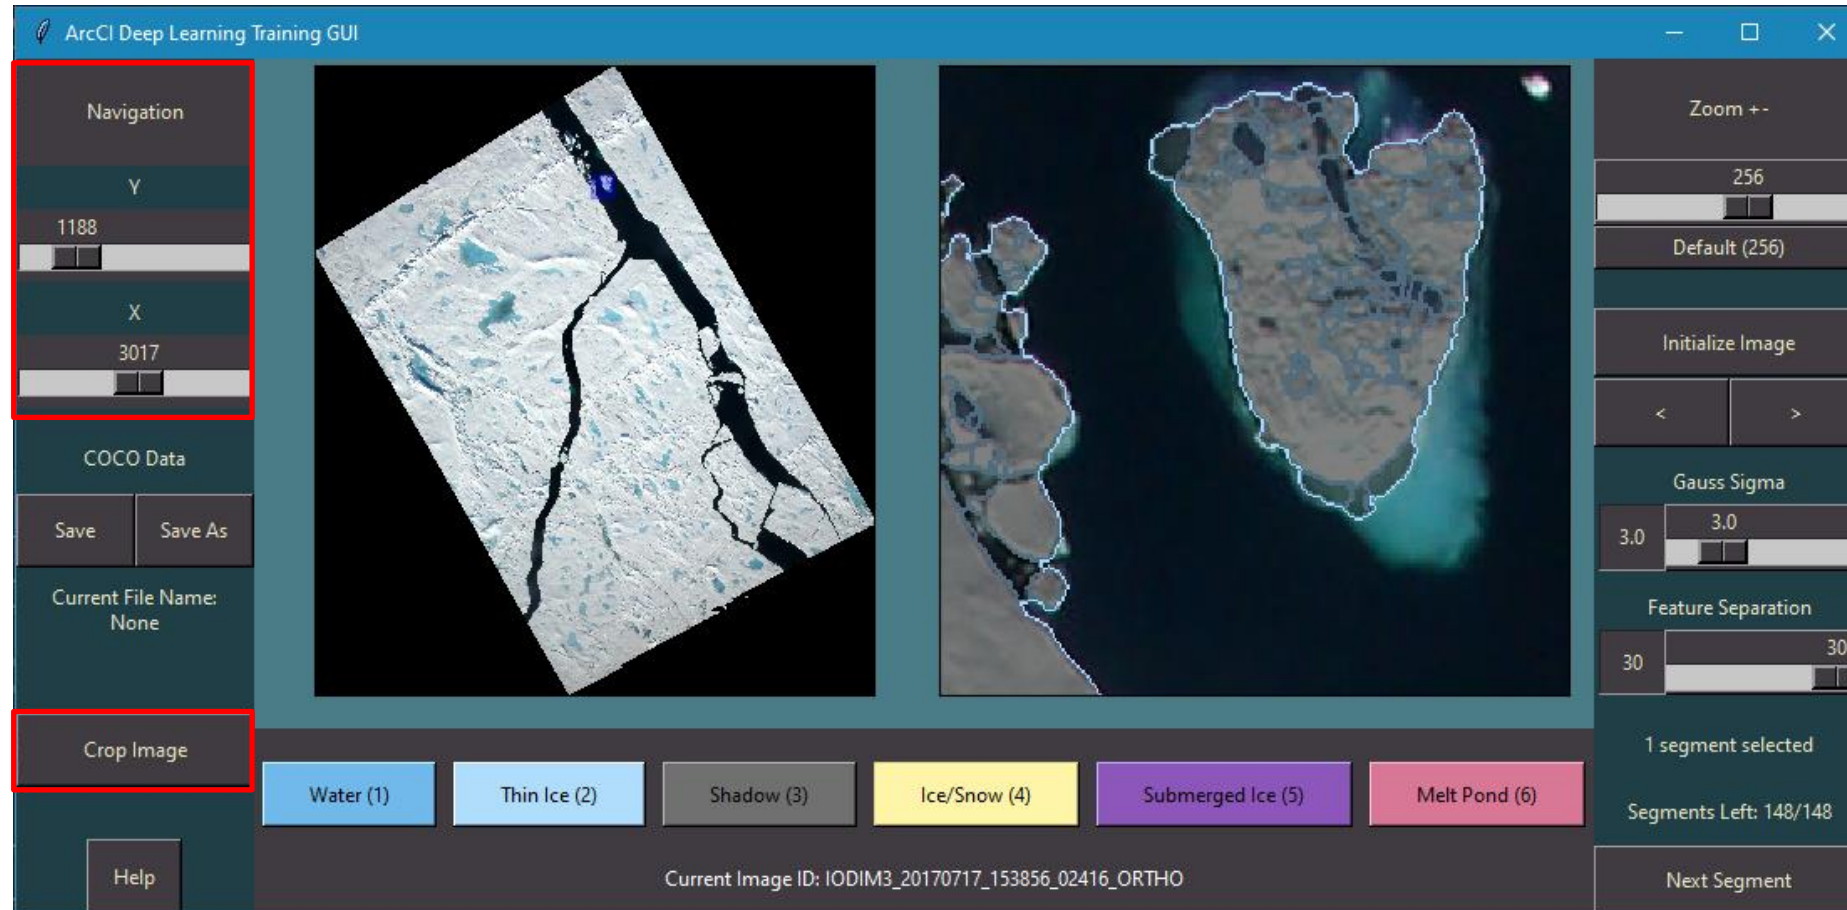 ArcCI Deep Learning Training GUI
Navigation
Y
1188
X
3017
COCO Data
Save
Save As
Current File Name:
None
Crop Image
Help
Water (1)
Thin Ice (2)
Shadow (3)
Ice/Snow (4)
Submerged Ice (5)
Melt Pond (6)
Current Image ID: IODIM3_20170717_153856_02416_ORTHO
Zoom +-
256
Default (256)
Initialize Image
<
>
Gauss Sigma
3.0
3.0
Feature Separation
30
30
1 segment selected
Segments Left: 148/148
Next Segment